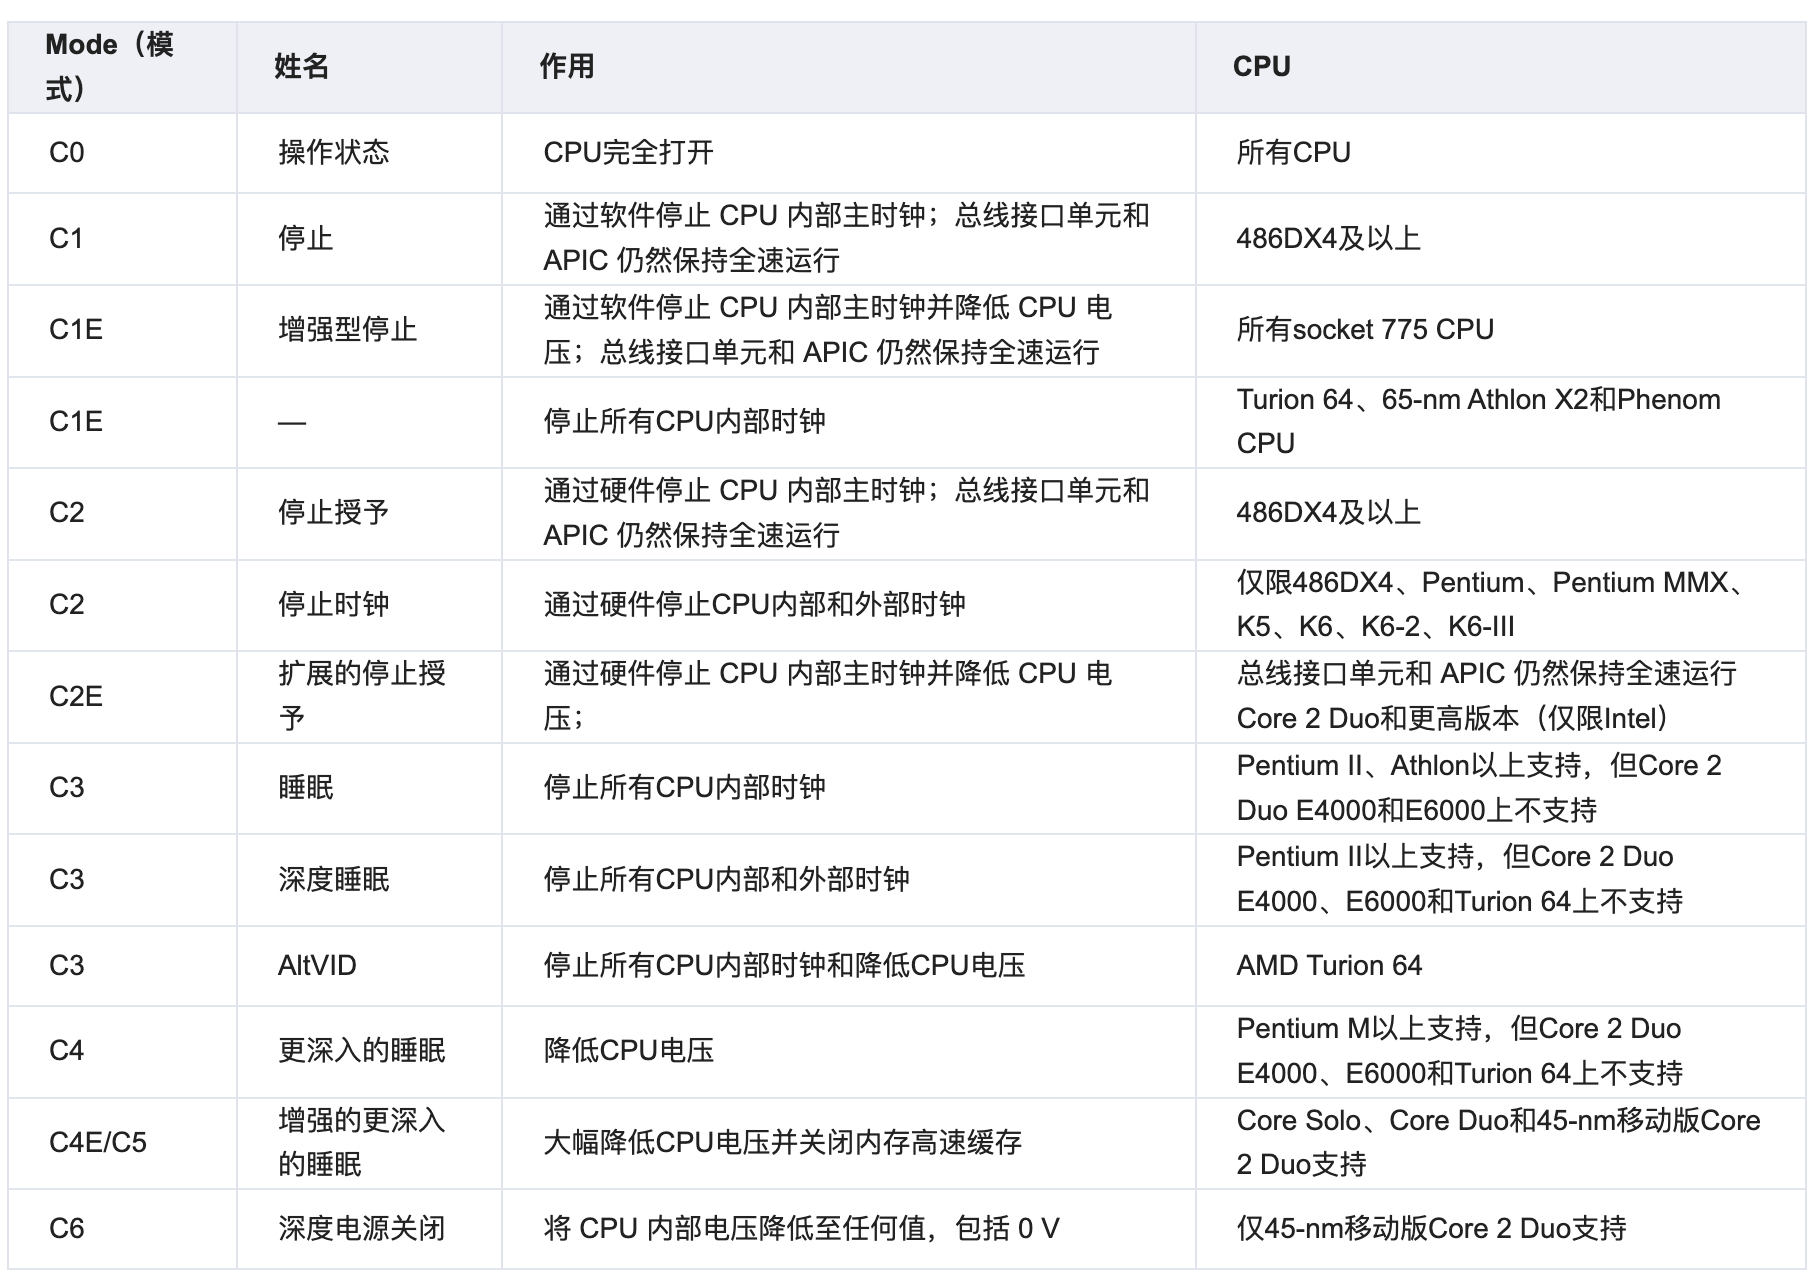 Mode（模
式）
姓名
作用
CPU
C0
操作状态
CPU完全打开
所有CPU
C1
停止
通过软件停止 CPU 内部主时钟；总线接口单元和
APIC 仍然保持全速运行
486DX4及以上
C1E
增强型停止
通过软件停止 CPU 内部主时钟并降低 CPU 电
压；总线接口单元和 APIC 仍然保持全速运行
所有socket 775 CPU
C1E
—
停止所有CPU内部时钟
Turion 64、65-nm Athlon X2和Phenom
CPU
C2
停止授予
通过硬件停止 CPU 内部主时钟；总线接口单元和
APIC 仍然保持全速运行
486DX4及以上
C2
停止时钟
通过硬件停止CPU内部和外部时钟
仅限486DX4、Pentium、Pentium MMX、
K5、K6、K6-2、K6-III
C2E
扩展的停止授
予
通过硬件停止 CPU 内部主时钟并降低 CPU 电
压；
总线接口单元和 APIC 仍然保持全速运行
Core 2 Duo和更高版本（仅限Intel）
C3
睡眠
停止所有CPU内部时钟
Pentium II、Athlon以上支持，但Core 2
Duo E4000和E6000上不支持
C3
深度睡眠
停止所有CPU内部和外部时钟
Pentium II以上支持，但Core 2 Duo
E4000、E6000和Turion 64上不支持
C3
AltVID
停止所有CPU内部时钟和降低CPU电压
AMD Turion 64
C4
更深入的睡眠
降低CPU电压
Pentium M以上支持，但Core 2 Duo
E4000、E6000和Turion 64上不支持
C4E/C5
增强的更深入
的睡眠
大幅降低CPU电压并关闭内存高速缓存
Core Solo、Core Duo和45-nm移动版Core
2 Duo支持
C6
深度电源关闭
将 CPU 内部电压降低至任何值，包括 0 V
仅45-nm移动版Core 2 Duo支持